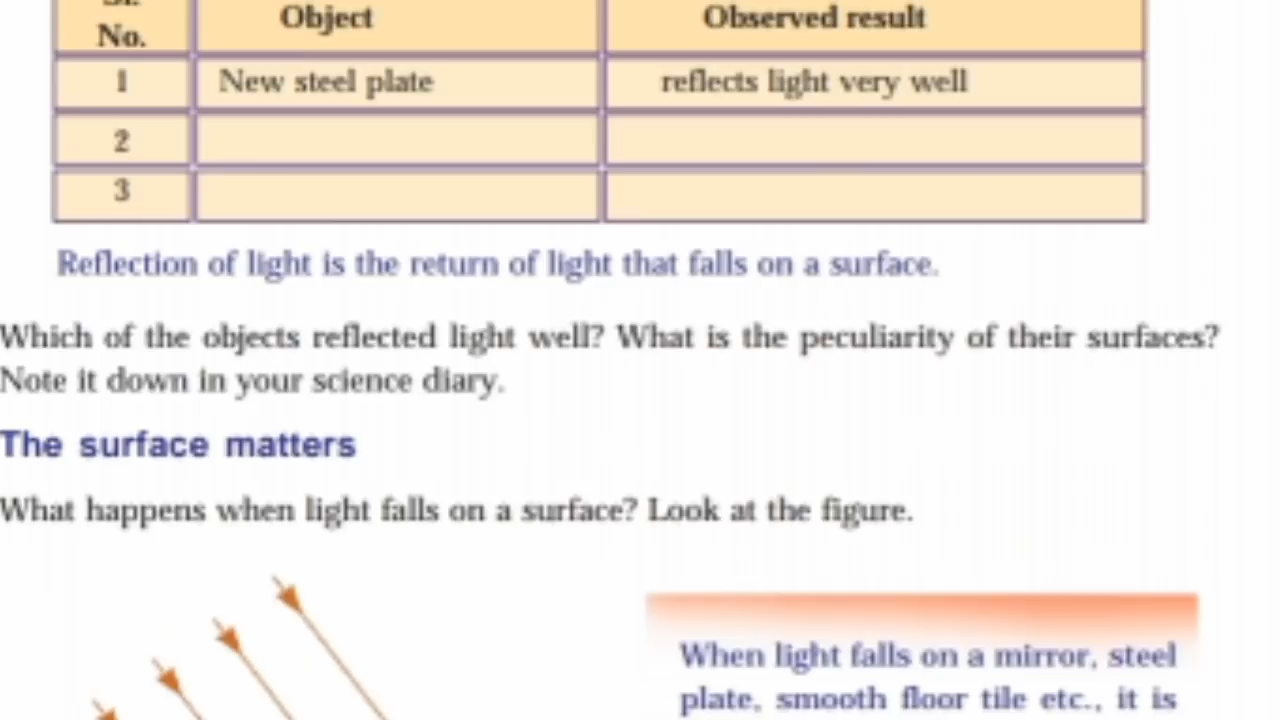 Sr.
No.
Object
Observed result
1
New steel plate
reflects light very well
2
3
Reflection of light is the return of light that falls on a surface.
Which of the objects reflected light well? What is the peculiarity of their surfaces?
Note it down in your science diary.
The surface matters
What happens when light falls on a surface? Look at the figure.
When light falls on a mirror, steel
plate, smooth floor tile etc., it is